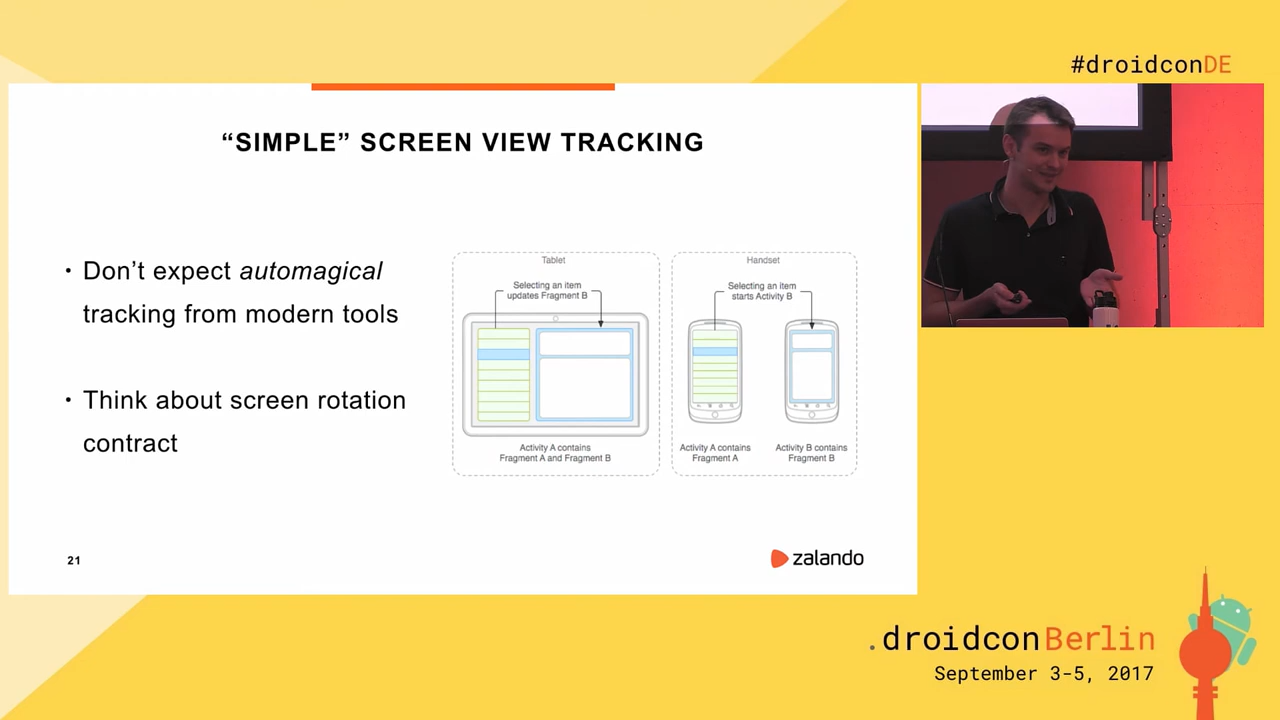 #droidconDE
“SIMPLE” SCREEN VIEW TRACKING
• Don’t expect automagical
tracking from modern tools
• Think about screen rotation
contract
Tablet
Selecting an item
updates Fragment B
Activity A contains
Fragment A and Fragment B
Handset
Selecting an item
starts Activity B
Activity A contains
Fragment A
Activity B contains
Fragment B
21
zalando
.droidconBerlin
September 3-5, 2017